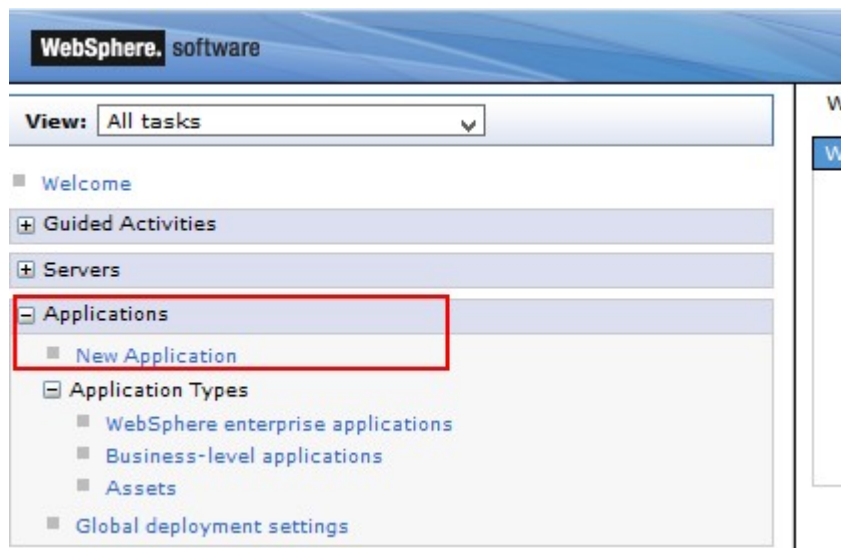 WebSphere. software
View: All tasks
Welcome
Guided Activities
Servers
Applications
New Application
Application Types
WebSphere enterprise applications
Business-level applications
Assets
Global deployment settings